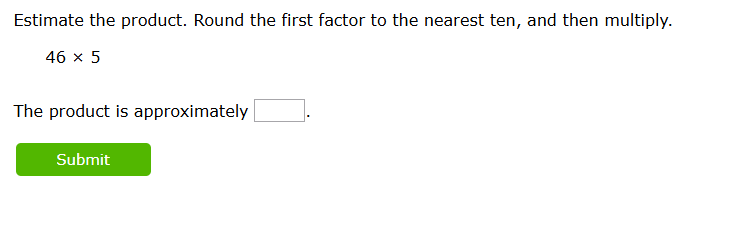 Estimate the product. Round the first factor to the nearest ten, and then multiply.
46 × 5
The product is approximately .
Submit